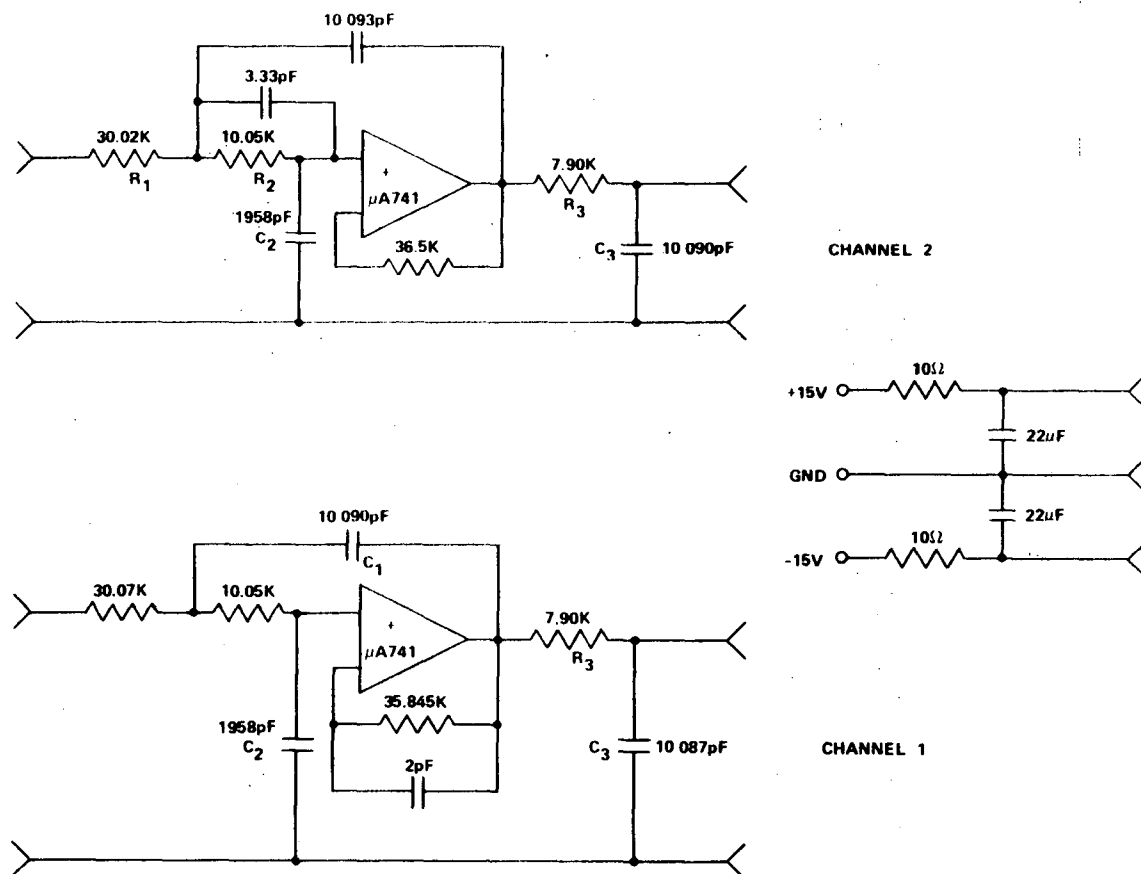 10 093pF
3.33pF
30.02K
R1
10.05K
R2
1958pF
C2
+
μA741
36.5K
7.90K
R3
C3
10 090pF
CHANNEL 2
+15V
10Ω
22μF
GND
22μF
10Ω
-15V
10 090pF
C1
30.07K
10.05K
+
μA741
1958pF
C2
35.845K
2pF
7.90K
R3
C3
10 087pF
CHANNEL 1